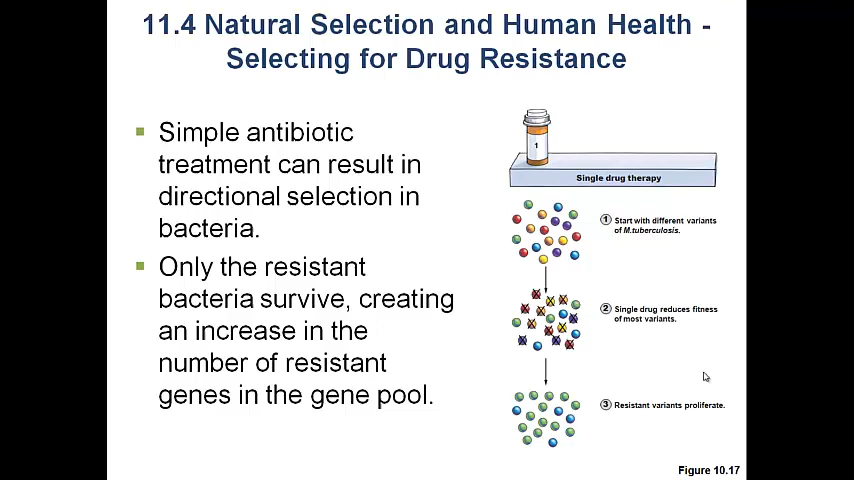 11.4 Natural Selection and Human Health -
Selecting for Drug Resistance
Simple antibiotic
treatment can result in
directional selection in
bacteria.
Only the resistant
bacteria survive, creating
an increase in the
number of resistant
genes in the gene pool.
1
Single drug therapy
1 Start with different variants
of M.tuberculosis.
2 Single drug reduces fitness
of most variants.
3 Resistant variants proliferate.
Figure 10.17